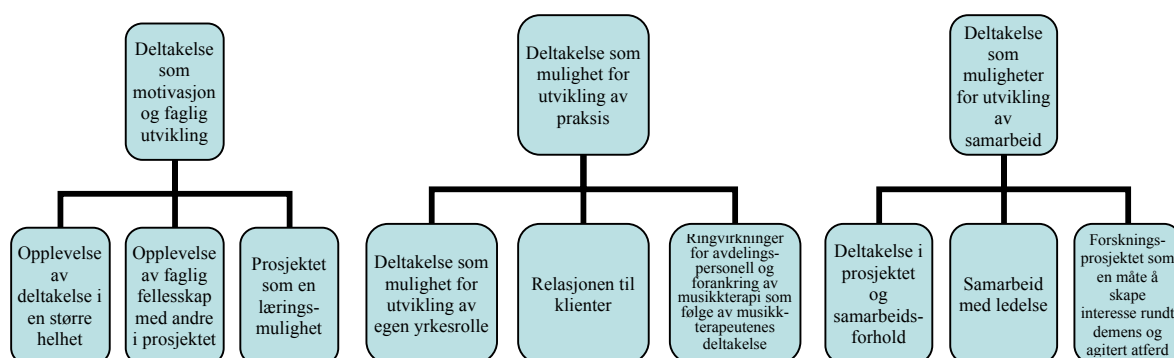 Deltakelse
som
motivasjon
og faglig
utvikling
Deltakelse som
mulighet for
utvikling av
praksis
Deltakelse
som
muligheter
for utvikling
av
samarbeid
Opplevelse
av
deltakelse i
en større
helhet
Opplevelse
av faglig
fellesskap
med andre
i prosjektet
Prosjektet
som en
lærings-
mulighet
Deltakelse som
mulighet for
utvikling av
egen yrkesrolle
Relasjonen til
klienter
Ringvirkninger
for avdelings-
personell og
forankring av
musikkterapi som
følge av musikk-
terapeutenes
deltakelse
Deltakelse i
prosjektet
og
samarbeids-
forhold
Samarbeid
med ledelse
Forsknings-
prosjektet som
en måte å
skape
interesse rundt
demens og
agitert atferd